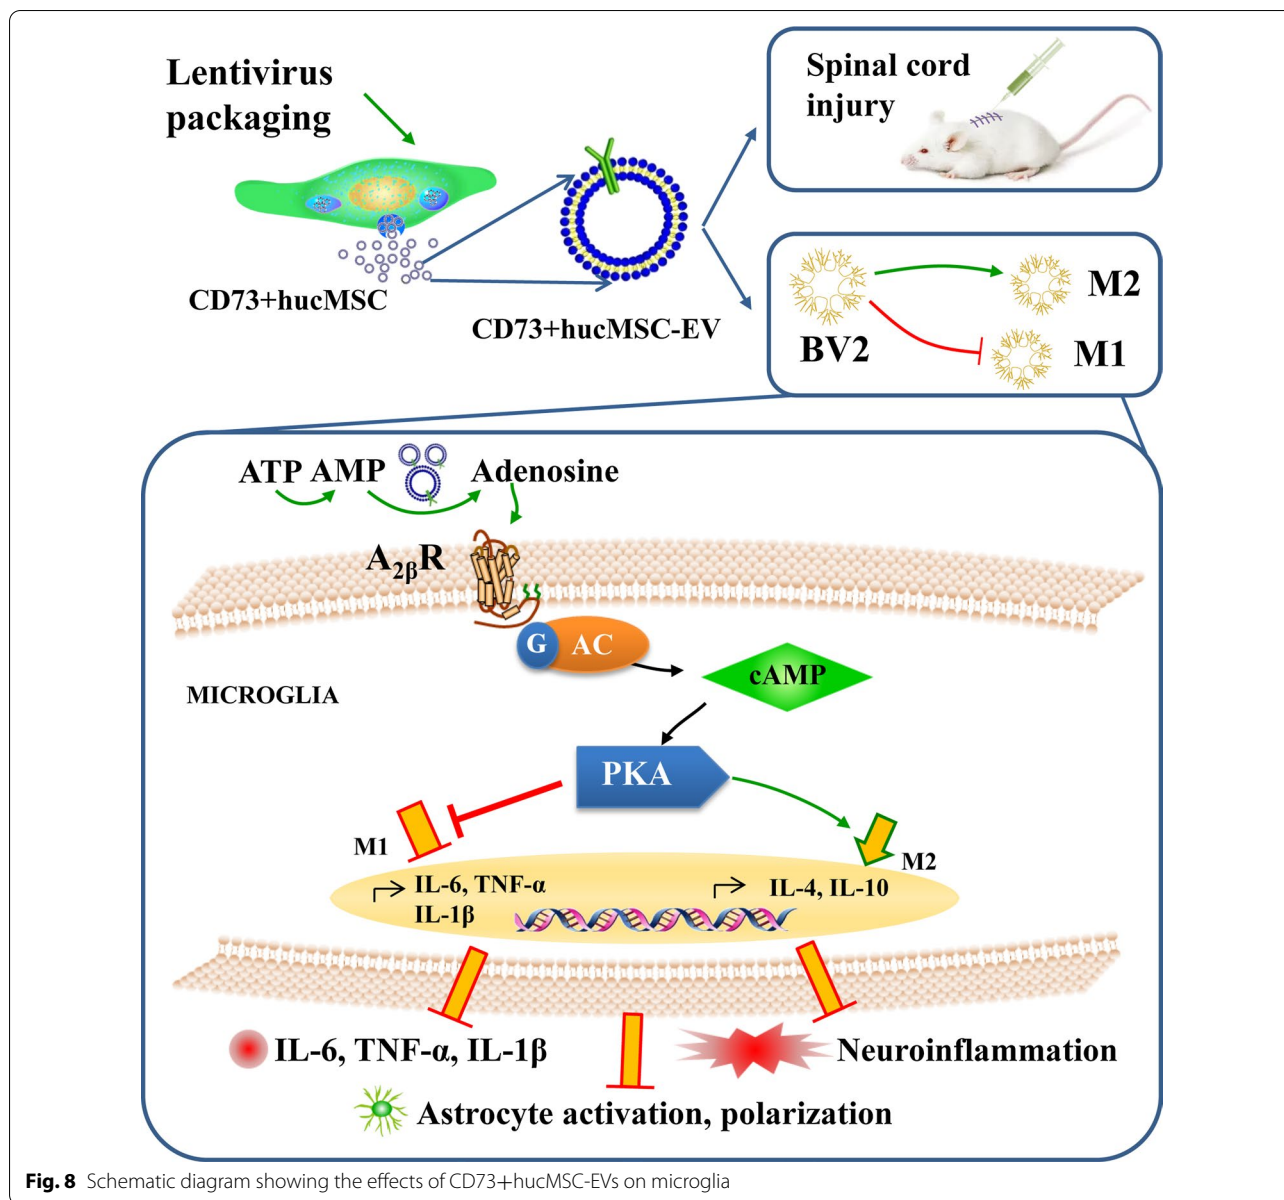 Lentivirus
packaging
CD73+hucMSC
CD73+hucMSC-EV
Spinal cord
injury
BV2
M2
M1
ATP AMP Adenosine
A2βR
G AC
cAMP
MICROGLIA
PKA
M1
M2
IL-6, TNF-α
IL-1β
IL-4, IL-10
IL-6, TNF-α, IL-1β
Neuroinflammation
Astrocyte activation, polarization
Fig. 8 Schematic diagram showing the effects of CD73+hucMSC-EVs on microglia